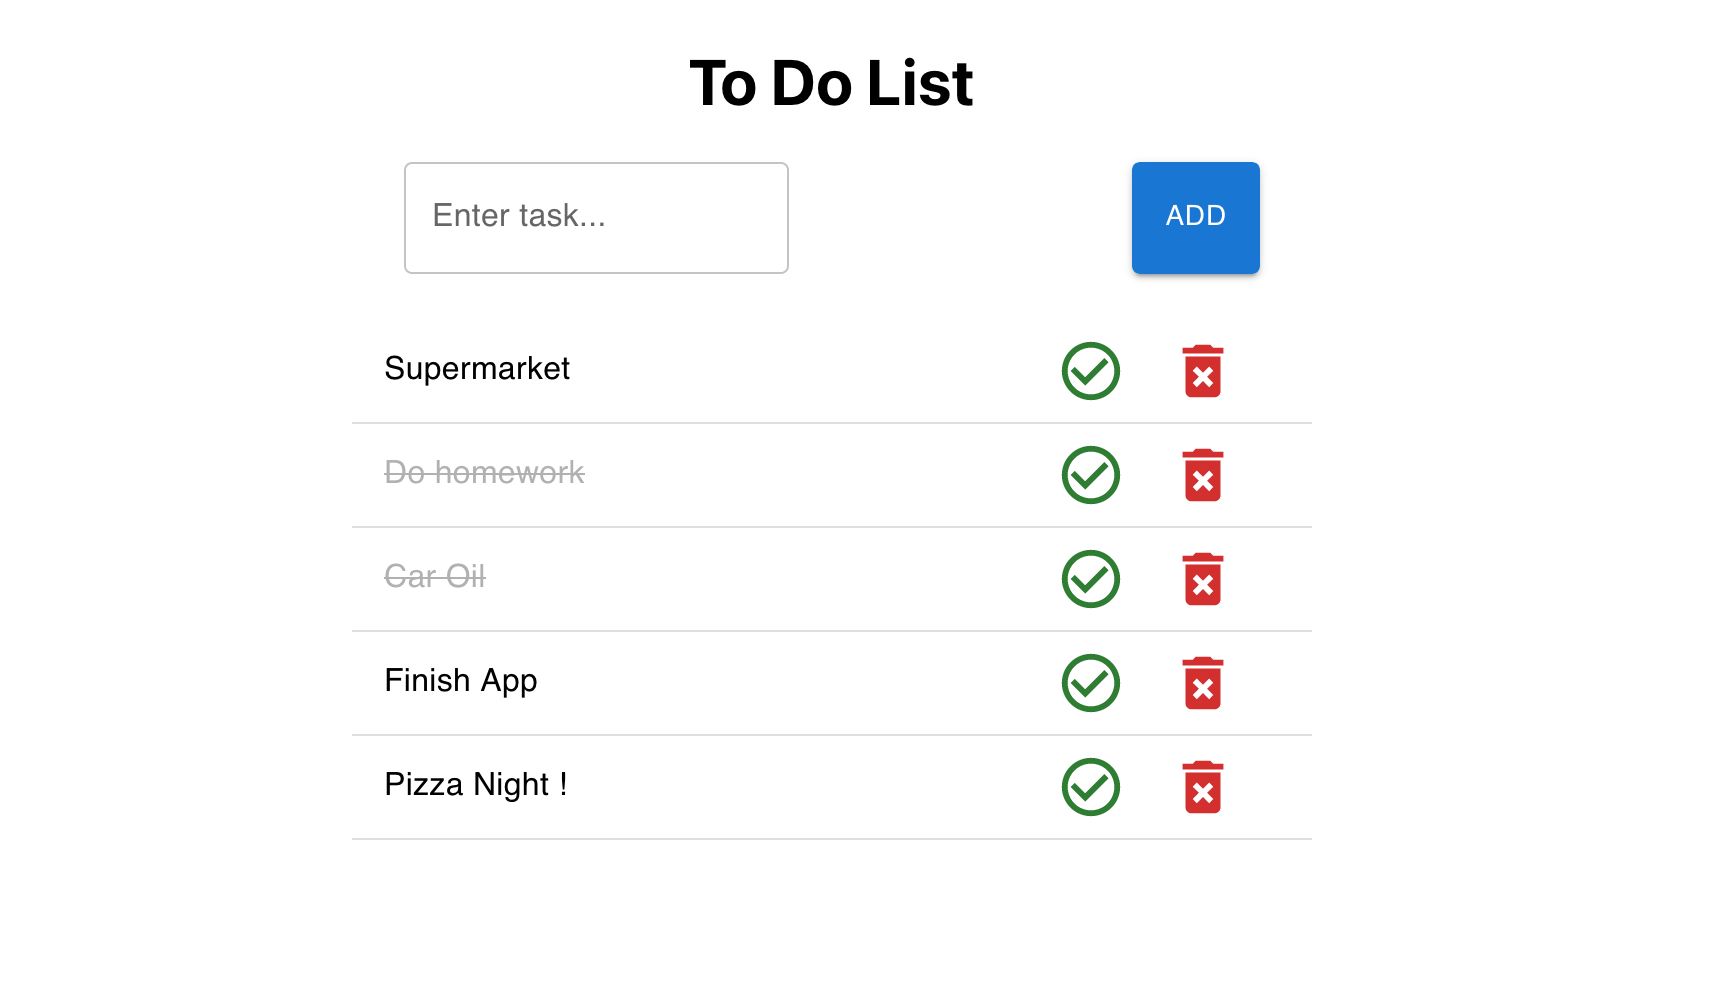 To Do List
Enter task...
ADD
Supermarket
Do homework
Car Oil
Finish App
Pizza Night !